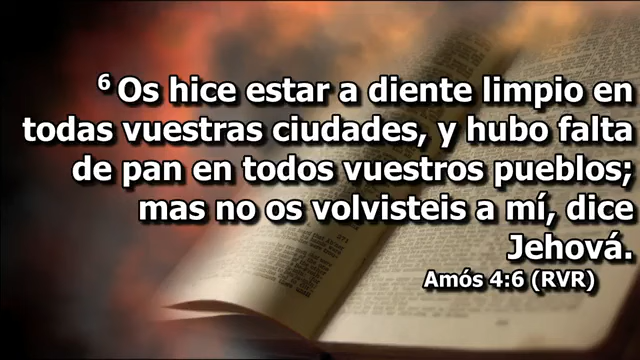 6 Os hice estar a diente limpio en
todas vuestras ciudades, y hubo falta
de pan en todos vuestros pueblos;
mas no os volvisteis a mí, dice
Jehová.
Amós 4:6 (RVR)